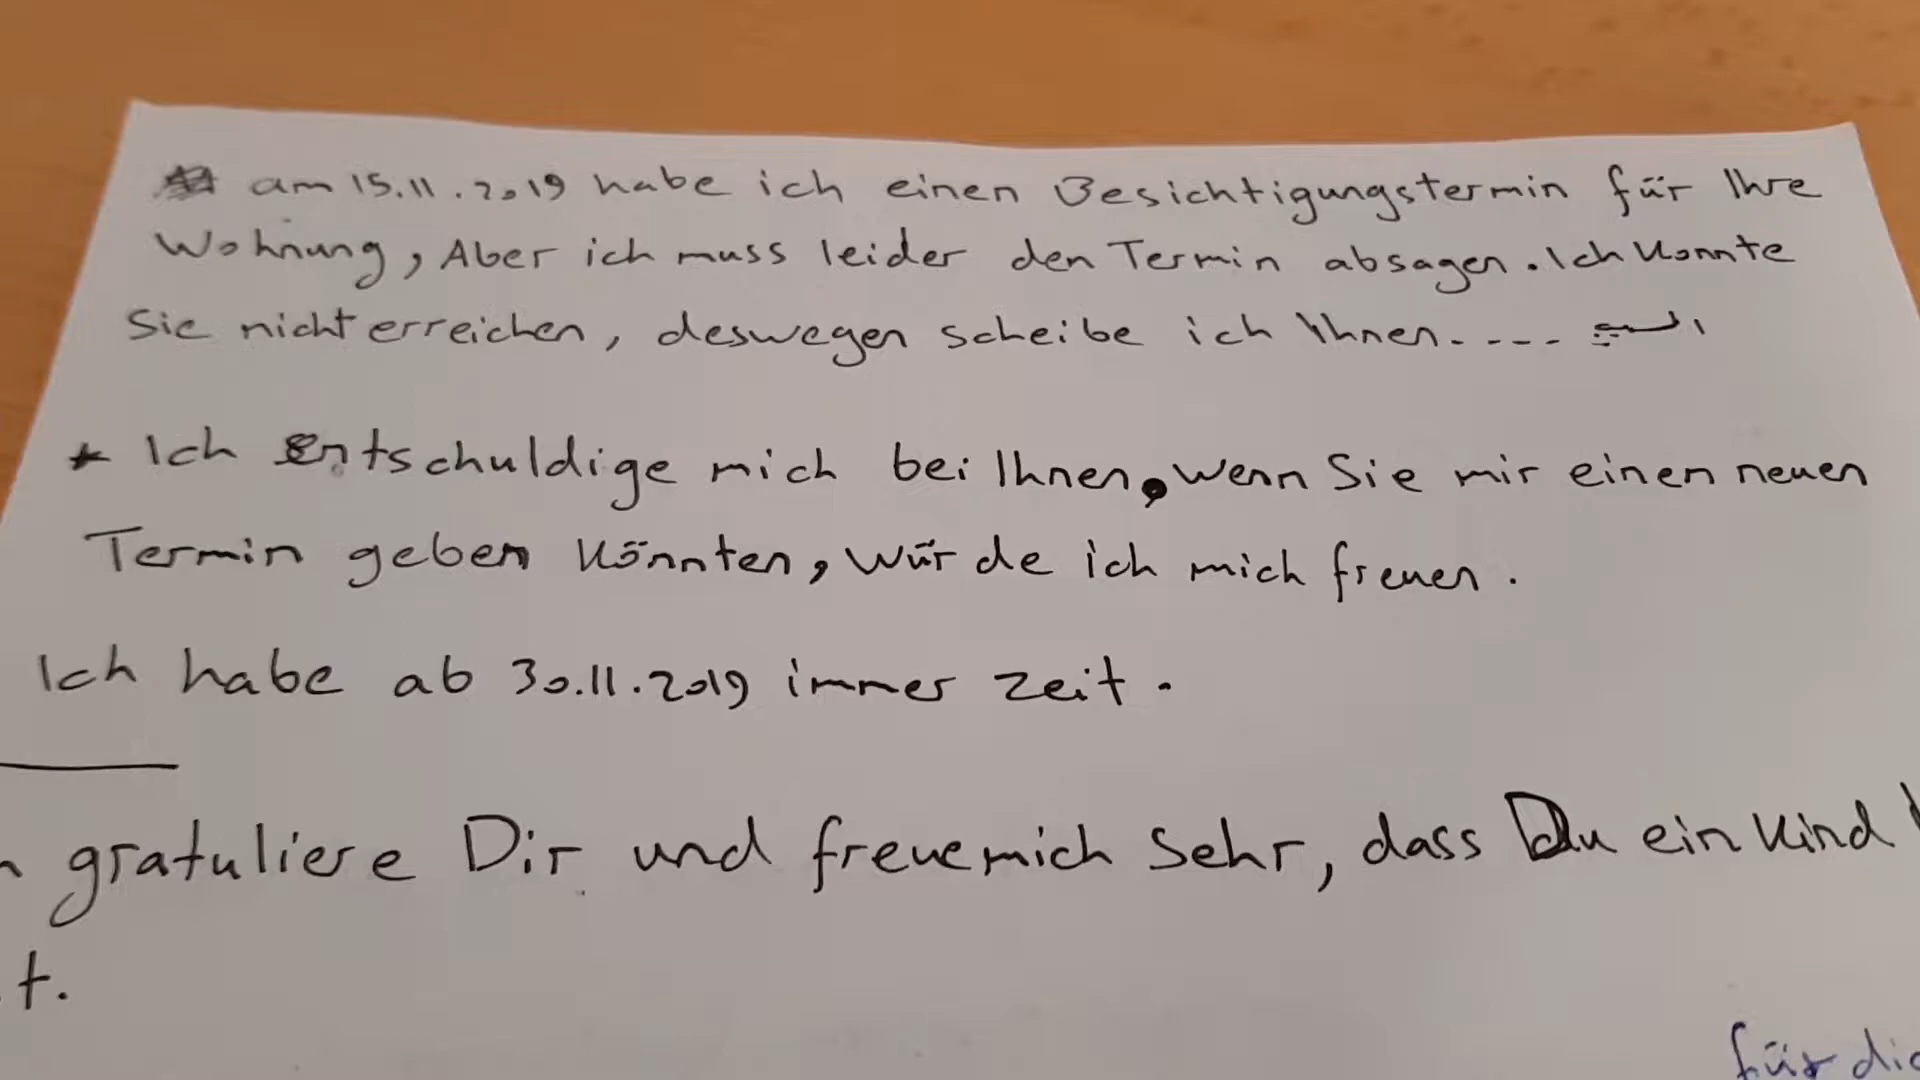 am 15.11.2019 habe ich einen Besichtigungstermin für Ihre
Wohnung, Aber ich muss leider den Termin absagen. Ich konnte
Sie nicht erreichen, deswegen scheibe ich Ihnen.----
* Ich entschuldige mich bei Ihnen, wenn Sie mir einen neuen
Termin geben könnten, würde ich mich freuen.
Ich habe ab 30.11.2019 immer zeit.
gratuliere Dir und freue mich sehr, dass Du ein Kind
t.
für die